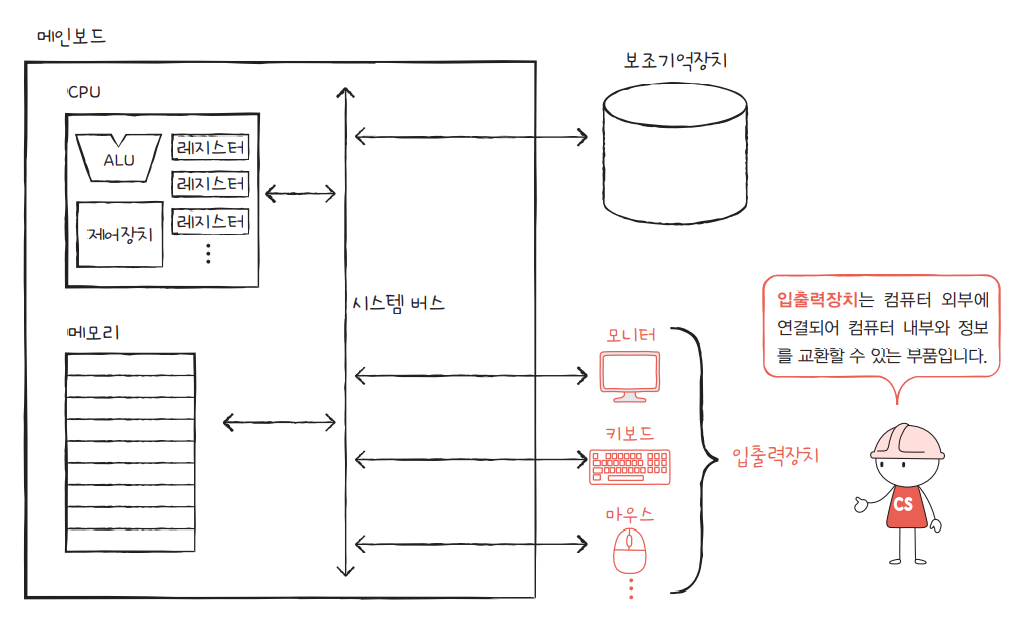 메인보드
CPU
ALU
레지스터
레지스터
레지스터
제어장치
메모리
시스템 버스
보조기억장치
모니터
키보드
마우스
입출력장치
입출력장치는 컴퓨터 외부에
연결되어 컴퓨터 내부와 정보
를 교환할 수 있는 부품입니다.
CS